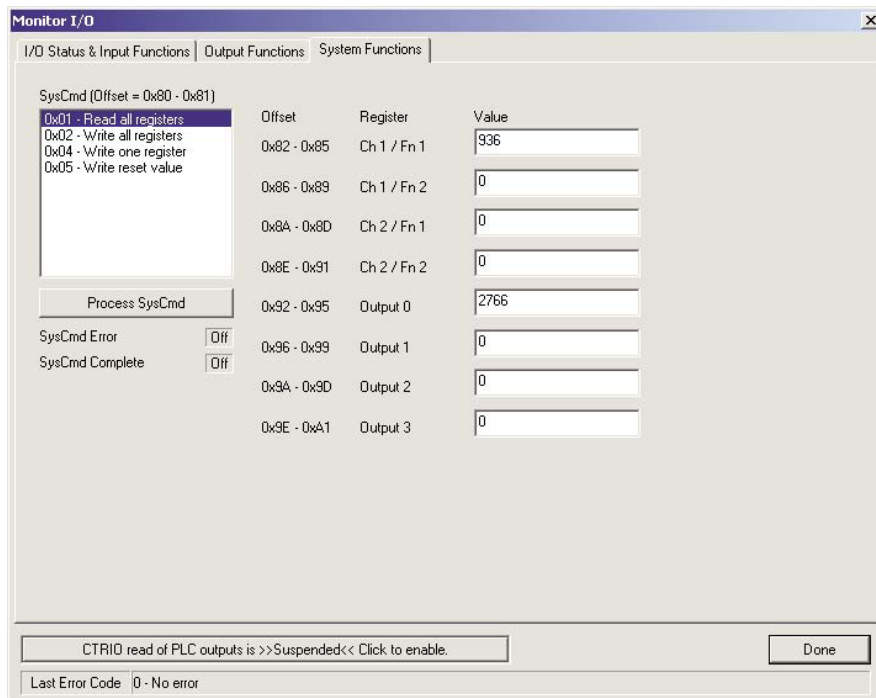 Monitor I/O
I/O Status & Input Functions
Output Functions
System Functions
SysCmd (Offset = 0x80 - 0x81)
0x01 - Read all registers
0x02 - Write all registers
0x04 - Write one register
0x05 - Write reset value
Process SysCmd
SysCmd Error Off
SysCmd Complete Off
Offset Register Value
0x82 - 0x85 Ch 1 / Fn 1 936
0x86 - 0x89 Ch 1 / Fn 2 0
0x8A - 0x8D Ch 2 / Fn 1 0
0x8E - 0x91 Ch 2 / Fn 2 0
0x92 - 0x95 Output 0 2766
0x96 - 0x99 Output 1 0
0x9A - 0x9D Output 2 0
0x9E - 0xA1 Output 3 0
CTRIO read of PLC outputs is >>Suspended<< Click to enable.
Done
Last Error Code 0 - No error